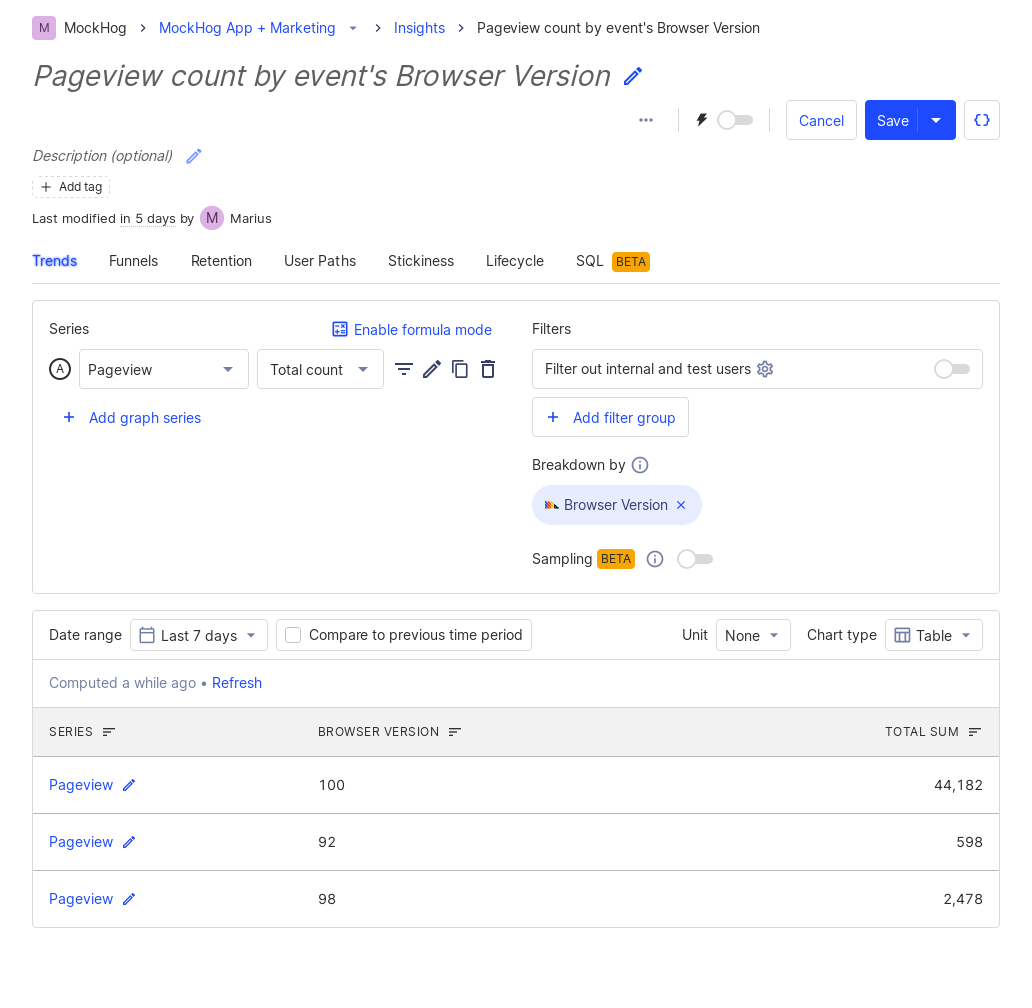 M MockHog > MockHog App + Marketing > Insights > Pageview count by event's Browser Version
Pageview count by event's Browser Version
Cancel Save
Description (optional)
Add tag
Last modified in 5 days by M Marius
Trends Funnels Retention User Paths Stickiness Lifecycle SQL BETA
Series Enable formula mode
A Pageview Total count
Add graph series
Filters
Filter out internal and test users
Add filter group
Breakdown by
Browser Version
Sampling BETA
Date range Last 7 days Compare to previous time period Unit None Chart type Table
Computed a while ago • Refresh
SERIES BROWSER VERSION TOTAL SUM
Pageview 100 44,182
Pageview 92 598
Pageview 98 2,478